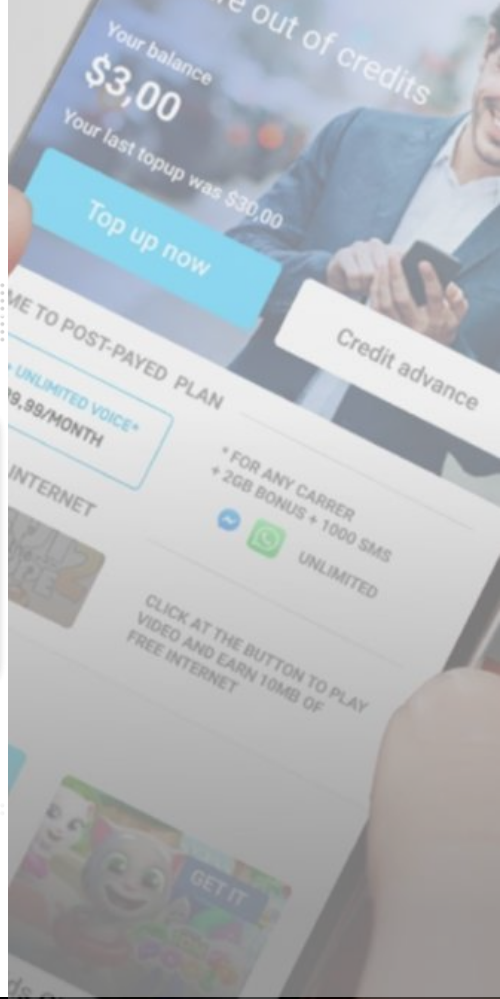 re out of credits
Your balance
$3,00
Your last topup was $30,00
Top up now
Credit advance
ME TO POST-PAYED PLAN
+ UNLIMITED VOICE*
99,99/MONTH
* FOR ANY CARRER
+ 2GB BONUS + 1000 SMS
UNLIMITED
INTERNET
CLICK AT THE BUTTON TO PLAY
VIDEO AND EARN 10MB OF
FREE INTERNET
GET IT